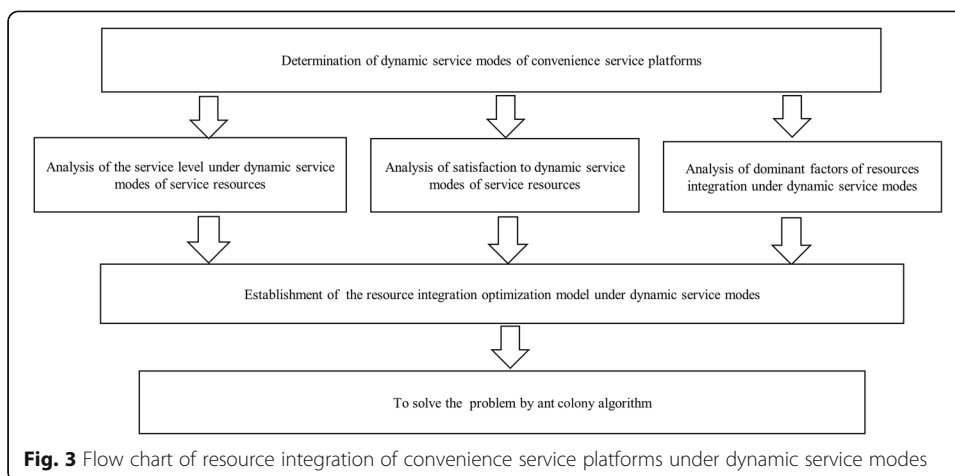 Determination of dynamic service modes of convenience service platforms
Analysis of the service level under dynamic service
modes of service resources
Analysis of satisfaction to dynamic service
modes of service resources
Analysis of dominant factors of resources
integration under dynamic service modes
Establishment of the resource integration optimization model under dynamic service modes
To solve the problem by ant colony algorithm
Fig. 3 Flow chart of resource integration of convenience service platforms under dynamic service modes